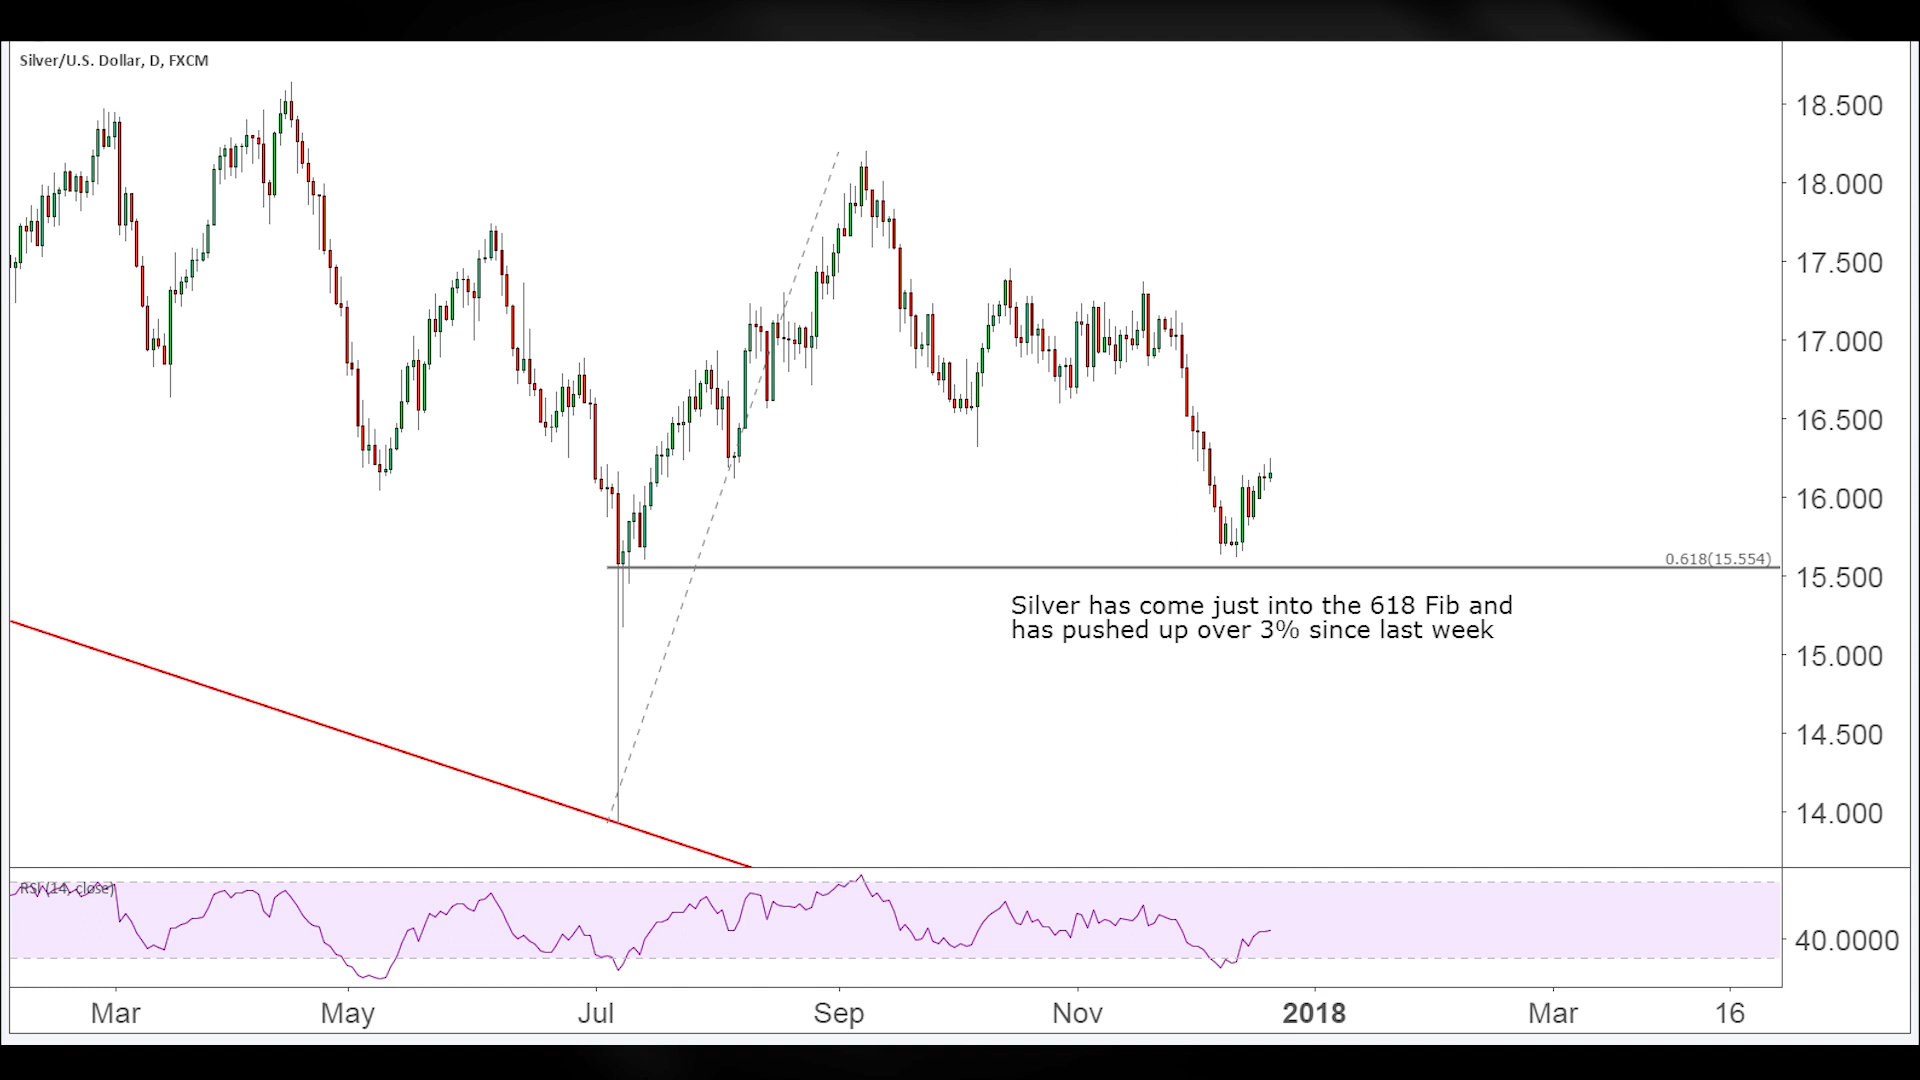 Silver/U.S. Dollar, D, FXCM
18.500
18.000
17.500
17.000
16.500
16.000
0.618(15.554)
15.500
Silver has come just into the 618 Fib and
has pushed up over 3% since last week
15.000
14.500
14.000
RSI (14, close)
40.0000
Mar May Jul Sep Nov 2018 Mar 16